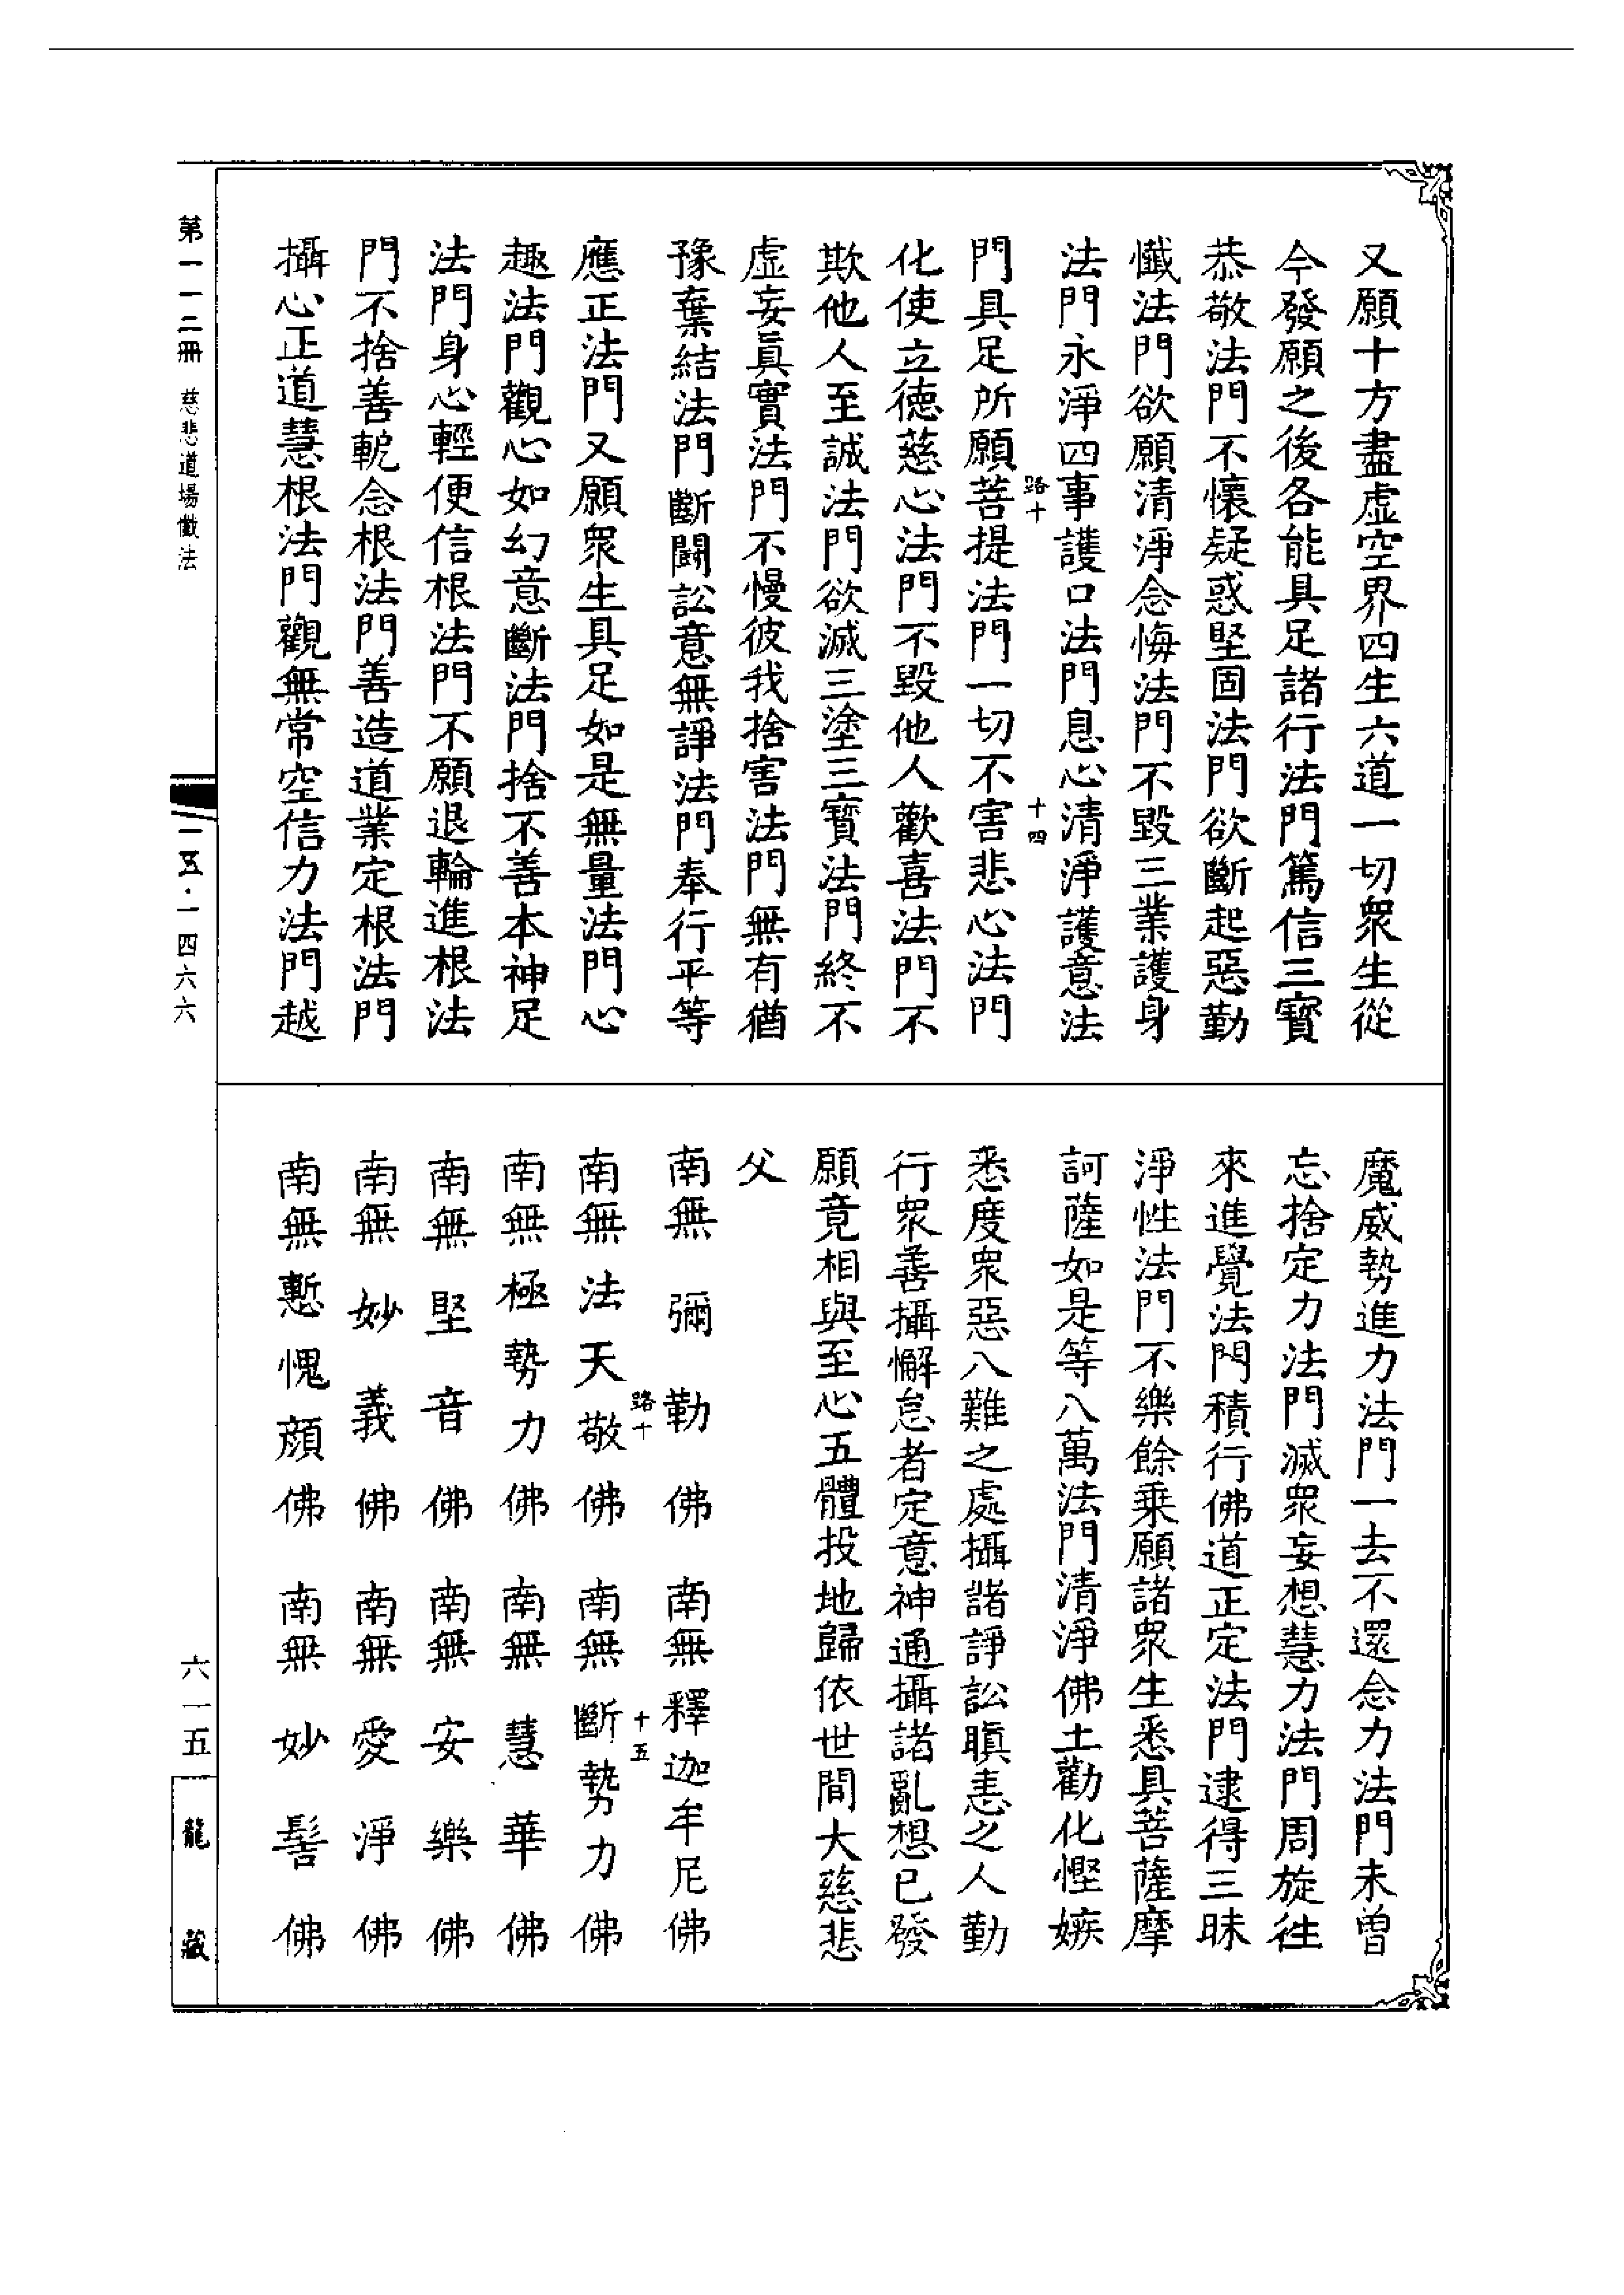 又願十方盡虛空界四生六道一切衆生從
今發願之後各能具足諸行法門篤信三寶
恭敬法門不懷疑惑堅固法門欲斷起惡勤
懺法門欲願清淨念悔法門不毀三業護身
法門永淨四事護口法門息心清淨護意法
路十
十四
門具足所願菩提法門一切不害悲心法門
化使立德慈心法門不毀他人歡喜法門不
欺他人至誠法門欲滅三塗三寶法門終不
虛妄眞實法門不慢彼我捨害法門無有猶
豫棄結法門斷鬬訟意無諍法門奉行平等
應正法門又願衆生具足如是無量法門心
趣法門觀心如幻意斷法門捨不善本神足
法門身心輕便信根法門不願退輪進根法
門不捨善軶念根法門善造道業定根法門
攝心正道慧根法門觀無常空信力法門越
魔威勢進力法門一去不還念力法門未曾
忘捨定力法門滅衆妄想慧力法門周旋往
來進覺法門積行佛道正定法門逮得三昧
淨性法門不樂餘乘願諸衆生悉具菩薩摩
訶薩如是等八萬法門清淨佛土勸化慳嫉
悉度衆惡八難之處攝諸諍訟瞋恚之人勤
行衆善攝懈怠者定意神通攝諸亂想已發
願竟相與至心五體投地歸依世間大慈悲
父
南無彌勒佛 南無釋迦牟尼佛
路十
十五
南無法天敬佛 南無斷勢力佛
南無極勢力佛 南無慧華佛
南無堅音佛 南無安樂佛
南無妙義佛 南無愛淨佛
南無慙愧顏佛 南無妙髻佛
第一一二冊 慈悲道場懺法
一五·一四六六
六一五
龍藏